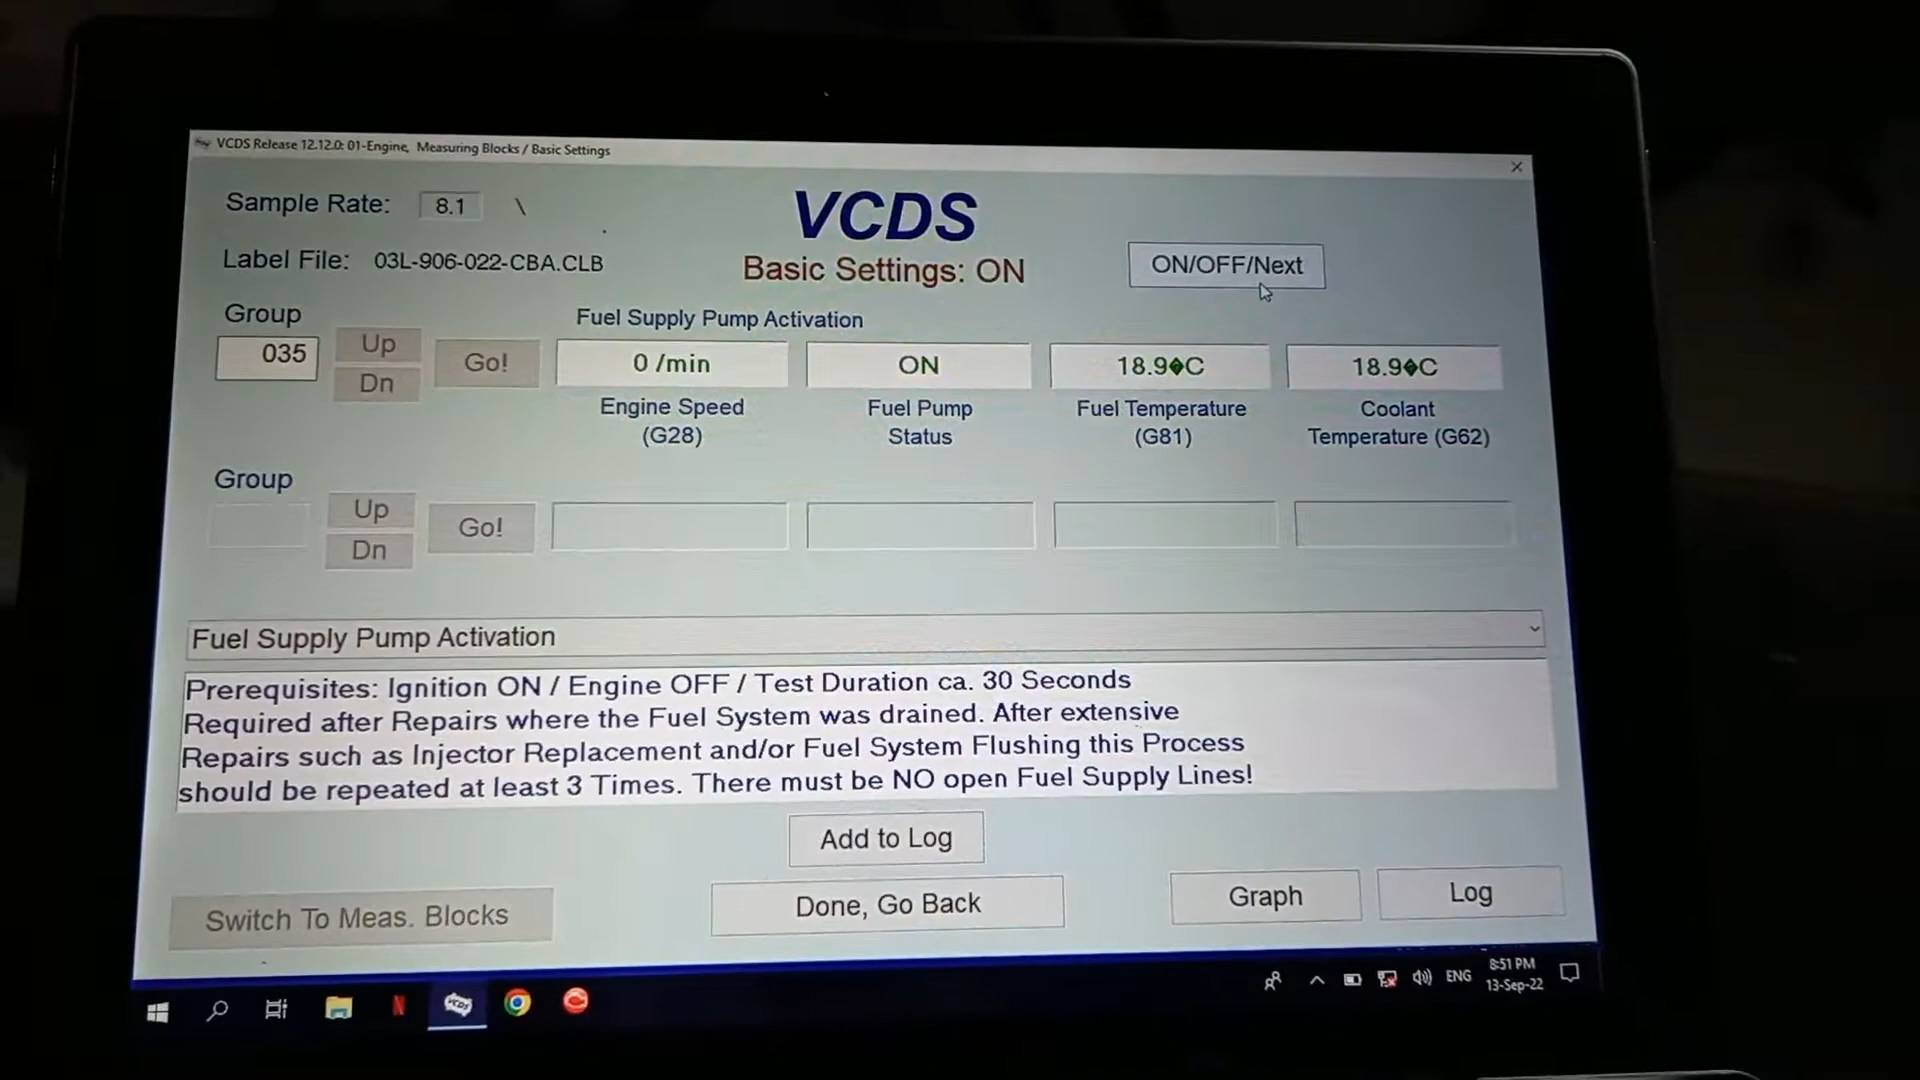 VCDS Release 12.12.0: 01-Engine, Measuring Blocks / Basic Settings
Sample Rate: 8.1 \
VCDS
Label File: 03L-906-022-CBA.CLB
Basic Settings: ON
ON/OFF/Next
Group
Fuel Supply Pump Activation
035
Up
Dn
Go!
0 /min
ON
18.9�C
18.9�C
Engine Speed
(G28)
Fuel Pump
Status
Fuel Temperature
(G81)
Coolant
Temperature (G62)
Group
Up
Dn
Go!
Fuel Supply Pump Activation
Prerequisites: Ignition ON / Engine OFF / Test Duration ca. 30 Seconds
Required after Repairs where the Fuel System was drained. After extensive
Repairs such as Injector Replacement and/or Fuel System Flushing this Process
should be repeated at least 3 Times. There must be NO open Fuel Supply Lines!
Add to Log
Switch To Meas. Blocks
Done, Go Back
Graph
Log
VCDS
ENG
8:51 PM
13-Sep-22